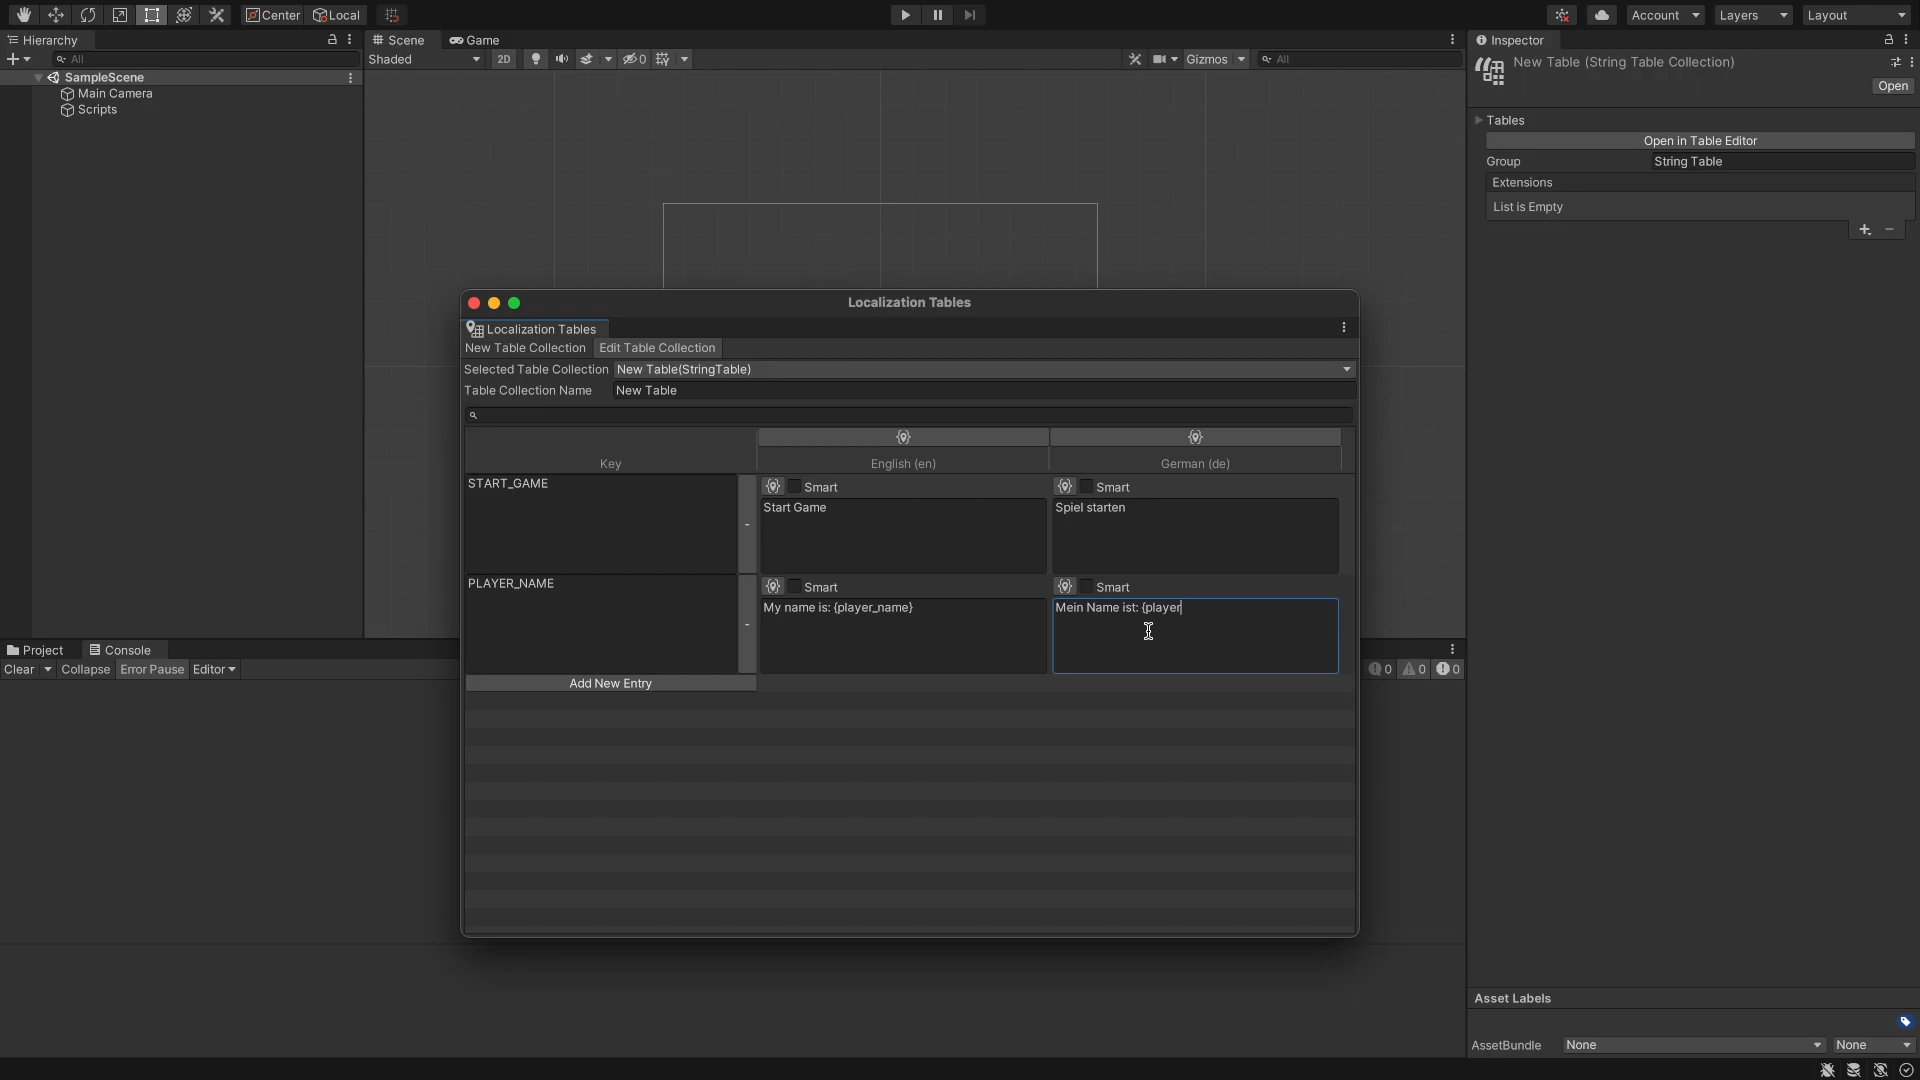 Center
Local
Account
Layers
Layout
Hierarchy
All
SampleScene
Main Camera
Scripts
Scene
Game
Shaded
2D
0
Gizmos
All
Inspector
New Table (String Table Collection)
Open
Tables
Open in Table Editor
Group
String Table
Extensions
List is Empty
Localization Tables
Localization Tables
New Table Collection
Edit Table Collection
Selected Table Collection
New Table(StringTable)
Table Collection Name
New Table
Key
English (en)
German (de)
START_GAME
-
Smart
Start Game
Smart
Spiel starten
PLAYER_NAME
-
Smart
My name is: {player_name}
Smart
Mein Name ist: {player
Add New Entry
Project
Console
Clear
Collapse
Error Pause
Editor
0
0
0
Asset Labels
AssetBundle
None
None